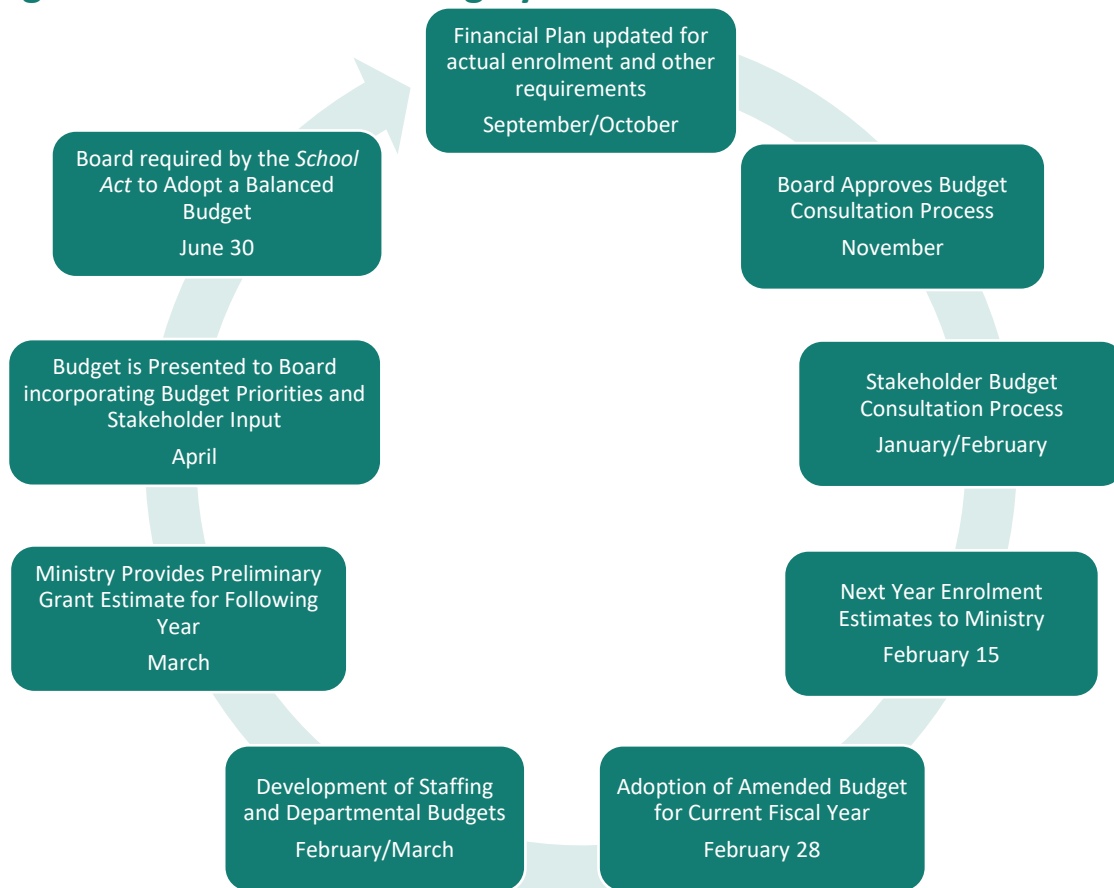 Financial Plan updated for
actual enrolment and other
requirements
September/October
Board Approves Budget
Consultation Process
November
Stakeholder Budget
Consultation Process
January/February
Next Year Enrolment
Estimates to Ministry
February 15
Adoption of Amended Budget
for Current Fiscal Year
February 28
Development of Staffing
and Departmental Budgets
February/March
Ministry Provides Preliminary
Grant Estimate for Following
Year
March
Budget is Presented to Board
incorporating Budget Priorities and
Stakeholder Input
April
Board required by the School
Act to Adopt a Balanced
Budget
June 30